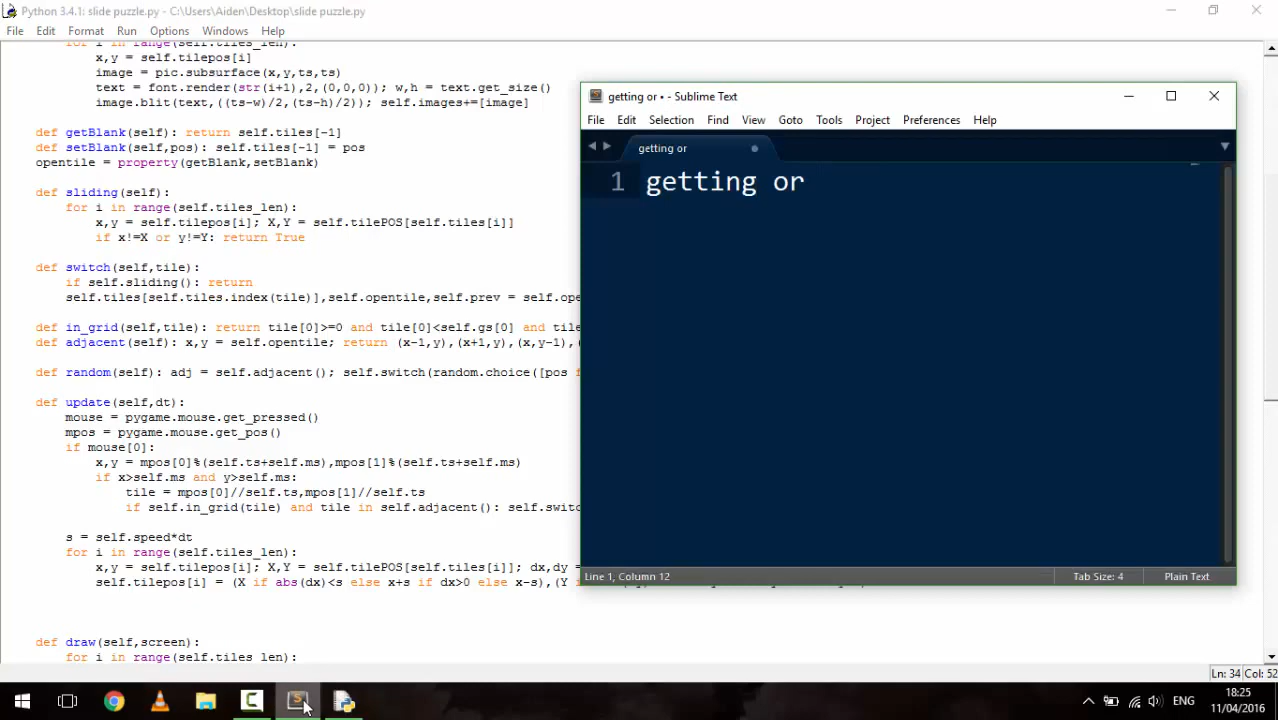 Python 3.4.1: slide puzzle.py - C:\Users\Aiden\Desktop\slide puzzle.py
File Edit Format Run Options Windows Help
for i in range(self.tiles_len):
x,y = self.tilepos[i]
image = pic.subsurface(x,y,ts,ts)
text = font.render(str(i+1),2,(0,0,0)); w,h = text.get_size()
image.blit(text,((ts-w)/2,(ts-h)/2)); self.images+=[image]
def getBlank(self): return self.tiles[-1]
def setBlank(self,pos): self.tiles[-1] = pos
opentile = property(getBlank,setBlank)
def sliding(self):
for i in range(self.tiles_len):
x,y = self.tilepos[i]; X,Y = self.tilePOS[self.tiles[i]]
if x!=X or y!=Y: return True
def switch(self,tile):
if self.sliding(): return
self.tiles[self.tiles.index(tile)],self.opentile,self.prev = self.ope
def in_grid(self,tile): return tile[0]>=0 and tile[0]<self.gs[0] and tile
def adjacent(self): x,y = self.opentile; return (x-1,y),(x+1,y),(x,y-1),(
def random(self): adj = self.adjacent(); self.switch(random.choice([pos f
def update(self,dt):
mouse = pygame.mouse.get_pressed()
mpos = pygame.mouse.get_pos()
if mouse[0]:
x,y = mpos[0]%(self.ts+self.ms),mpos[1]%(self.ts+self.ms)
if x>self.ms and y>self.ms:
tile = mpos[0]//self.ts,mpos[1]//self.ts
if self.in_grid(tile) and tile in self.adjacent(): self.switc
s = self.speed*dt
for i in range(self.tiles_len):
x,y = self.tilepos[i]; X,Y = self.tilePOS[self.tiles[i]]; dx,dy =
self.tilepos[i] = (X if abs(dx)<s else x+s if dx>0 else x-s),(Y i
def draw(self,screen):
for i in range(self.tiles_len):
Ln: 34 Col: 52
getting or • - Sublime Text
File Edit Selection Find View Goto Tools Project Preferences Help
getting or
1 getting or
Line 1, Column 12 Tab Size: 4 Plain Text
ENG
18:25
11/04/2016